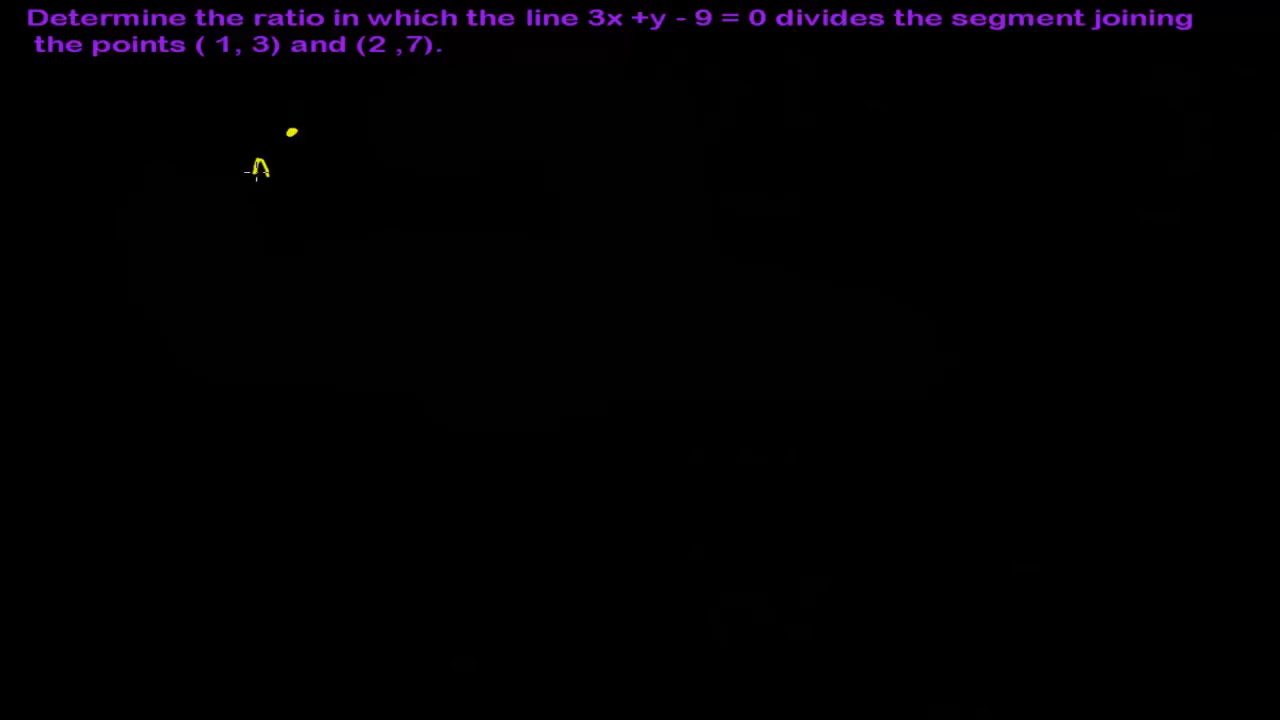 Determine the ratio in which the line 3x +y - 9 = 0 divides the segment joining
the points ( 1, 3) and (2 ,7).
A